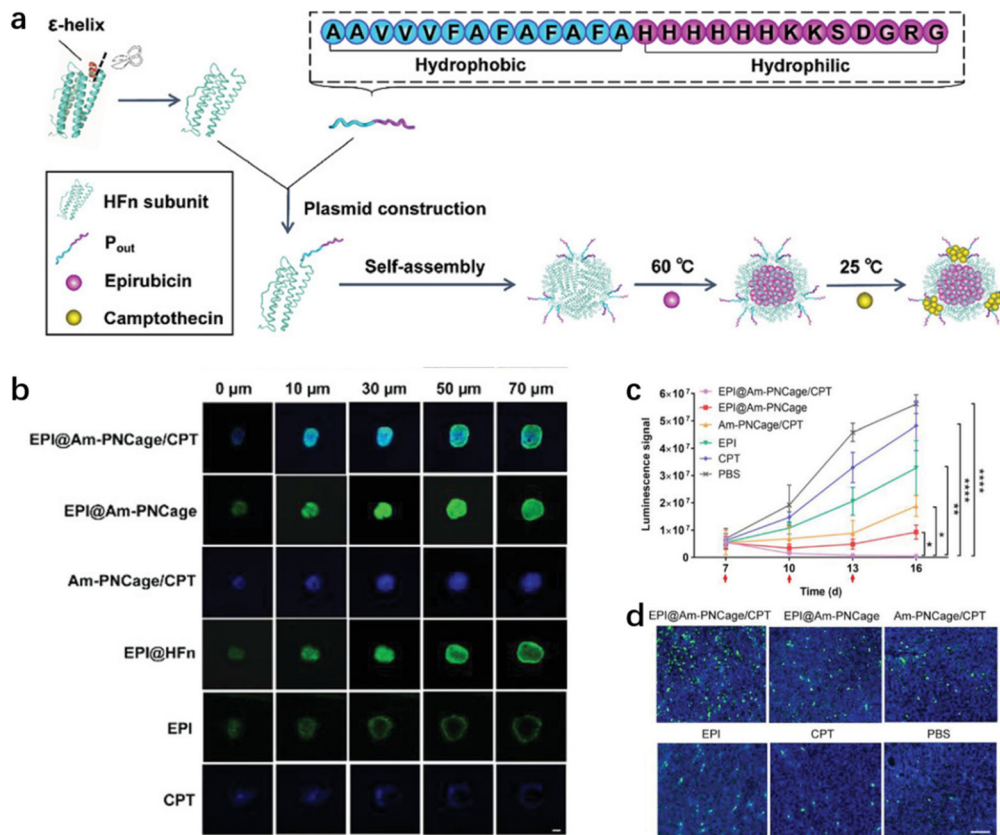 a
ε-helix
A A V V V F A F A F A F A H H H H H H K K S D G R G
Hydrophobic
Hydrophilic
HFn subunit
Pout
Epirubicin
Camptothecin
Plasmid construction
Self-assembly
60 ℃
25 ℃
b
0 μm
10 μm
30 μm
50 μm
70 μm
EPI@Am-PNCage/CPT
EPI@Am-PNCage
Am-PNCage/CPT
EPI@HFn
EPI
CPT
c
EPI@Am-PNCage/CPT
EPI@Am-PNCage
Am-PNCage/CPT
EPI
CPT
PBS
Luminescence signal
6×10⁷
5×10⁷
4×10⁷
3×10⁷
2×10⁷
1×10⁷
0
7
10
13
16
Time (d)
*
*
**
****
****
d
EPI@Am-PNCage/CPT
EPI@Am-PNCage
Am-PNCage/CPT
EPI
CPT
PBS